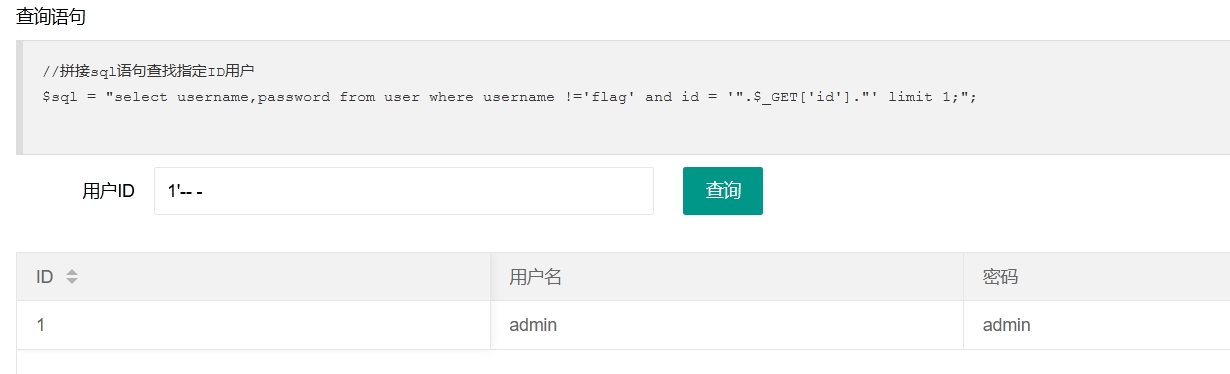 查询语句
//拼接sql语句查找指定ID用户
$sql = "select username,password from user where username !='flag' and id = '".$_GET['id']."' limit 1;";
用户ID 1'-- - 查询
ID 用户名 密码
1 admin admin